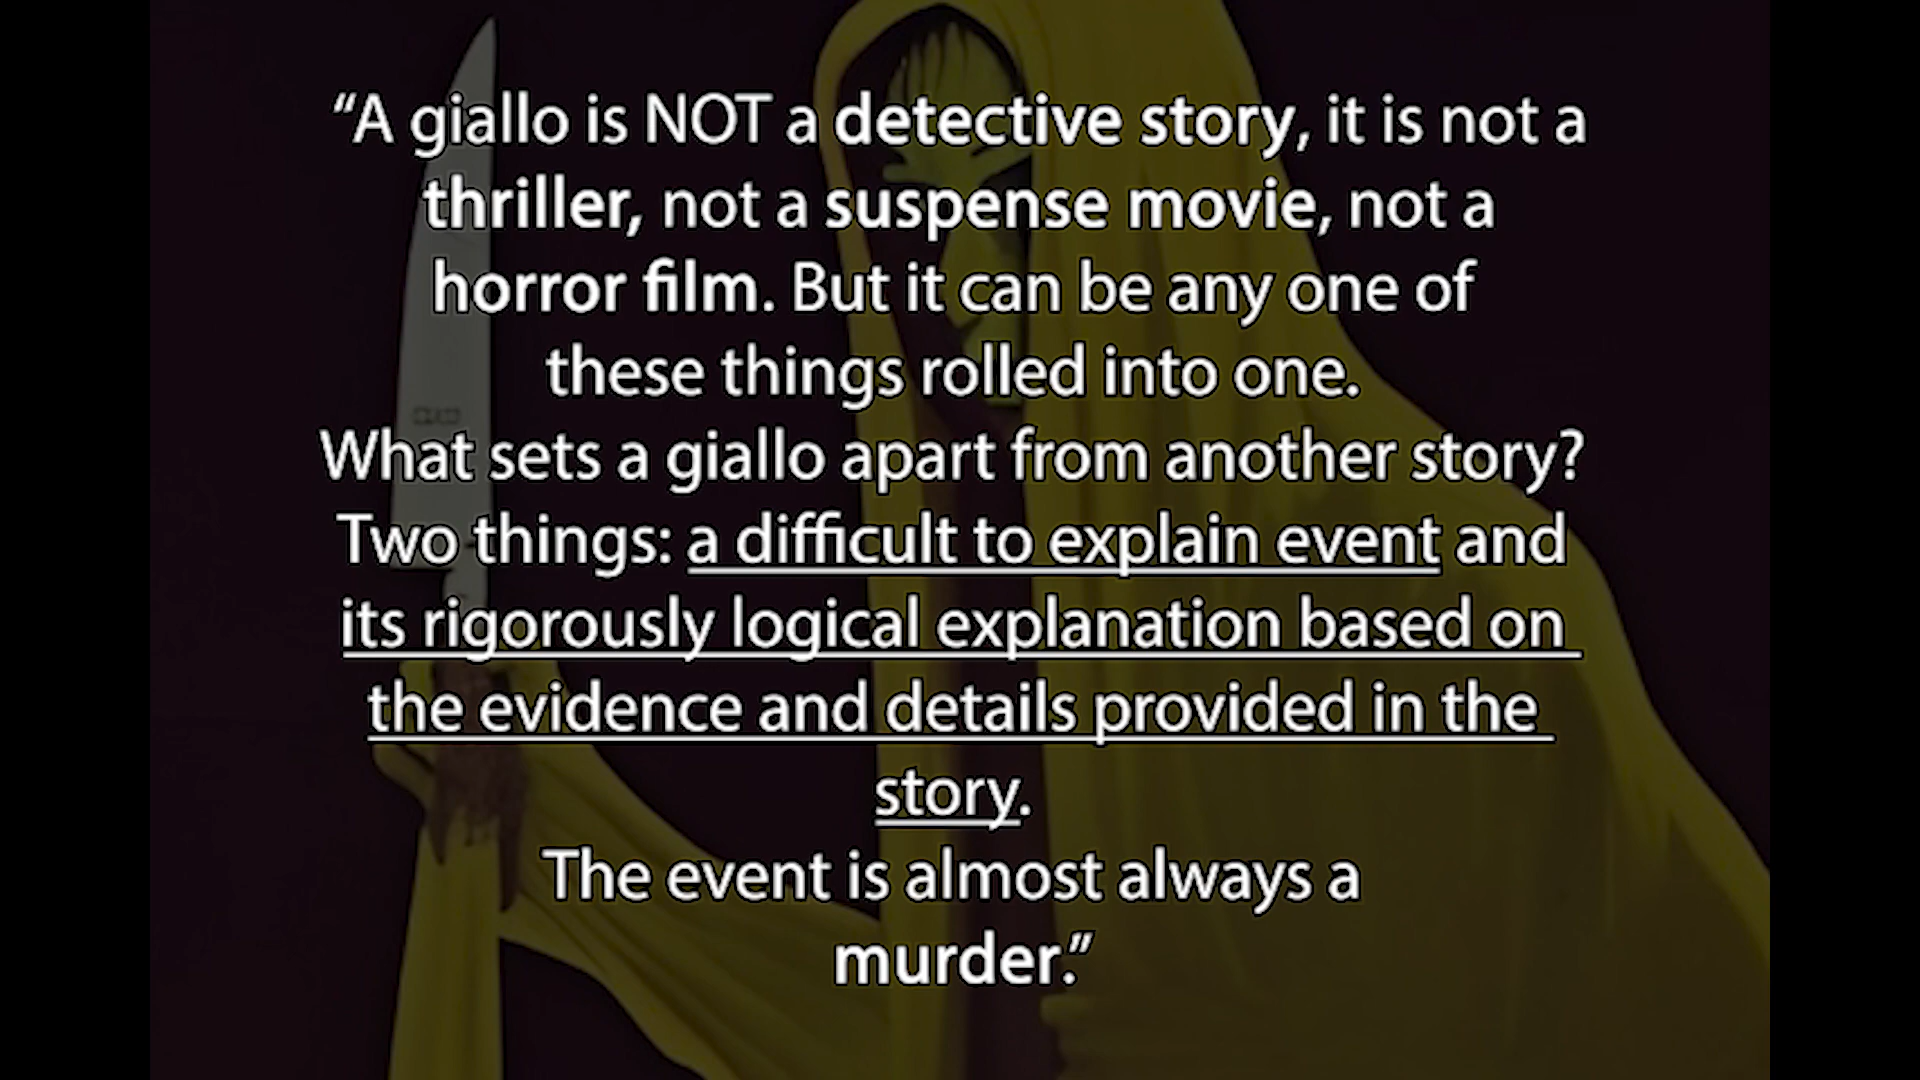 “A giallo is NOT a detective story, it is not a
thriller, not a suspense movie, not a
horror film. But it can be any one of
these things rolled into one.
What sets a giallo apart from another story?
Two things: a difficult to explain event and
its rigorously logical explanation based on
the evidence and details provided in the
story.
The event is almost always a
murder.”